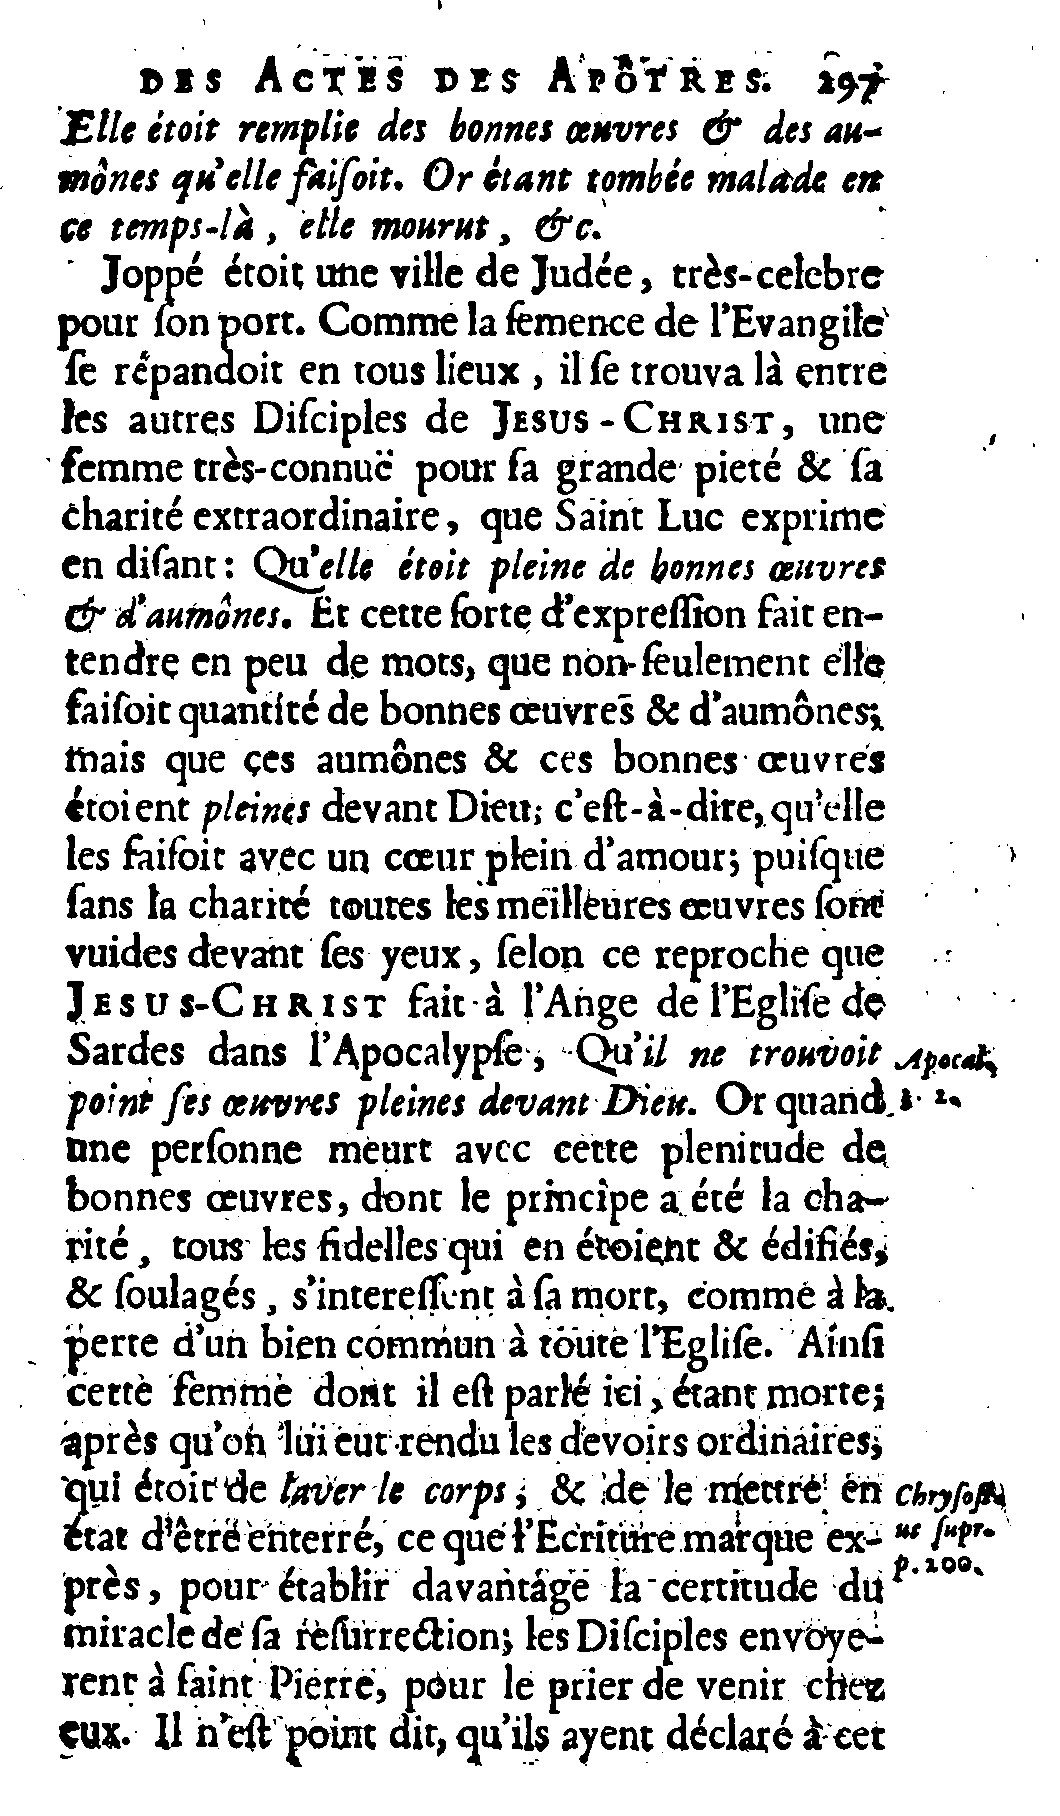 DES ACTES DES APÔTRES. 297
Elle étoit remplie des bonnes œuvres & des au-
mônes qu'elle faiſoit. Or étant tombée malade en
ce temps-là, elle mourut, &c.
Joppé étoit une ville de Judée, très-celebre
pour ſon port. Comme la ſemence de l'Evangile
ſe répandoit en tous lieux, il ſe trouva là entre
les autres Diſciples de JESUS-CHRIST, une
femme très-connuë pour ſa grande pieté & ſa
charité extraordinaire, que Saint Luc exprime
en diſant: Qu'elle étoit pleine de bonnes œuvres
& d'aumônes. Et cette ſorte d'expreſſion fait en-
tendre en peu de mots, que non-ſeulement elle
faiſoit quantité de bonnes œuvres & d'aumônes;
mais que ces aumônes & ces bonnes œuvres
étoient pleines devant Dieu; c'eſt-à-dire, qu'elle
les faiſoit avec un cœur plein d'amour; puiſque
ſans la charité toutes les meilleures œuvres ſont
vuides devant ſes yeux, ſelon ce reproche que
JESUS-CHRIST fait à l'Ange de l'Egliſe de
Sardes dans l'Apocalypſe, Qu'il ne trouvoit
Apocal.
point ſes œuvres pleines devant Dieu. Or quand
2.
une perſonne meurt avec cette plenitude de
bonnes œuvres, dont le principe a été la cha-
rité, tous les fidelles qui en étoient & édifiés,
& ſoulagés, s'intereſſent à ſa mort, comme à la
perte d'un bien commun à toute l'Egliſe. Ainſi
cette femme dont il eſt parlé ici, étant morte;
après qu'on lui eut rendu les devoirs ordinaires,
qui étoit de laver le corps, & de le mettre en
Chryſoſt.
état d'être enterré, ce que l'Ecriture marque ex-
ut ſupr.
p. 200.
près, pour établir davantage la certitude du
miracle de ſa reſurrection; les Diſciples envoye-
rent à ſaint Pierre, pour le prier de venir chez
eux. Il n'eſt point dit, qu'ils ayent déclaré à cet